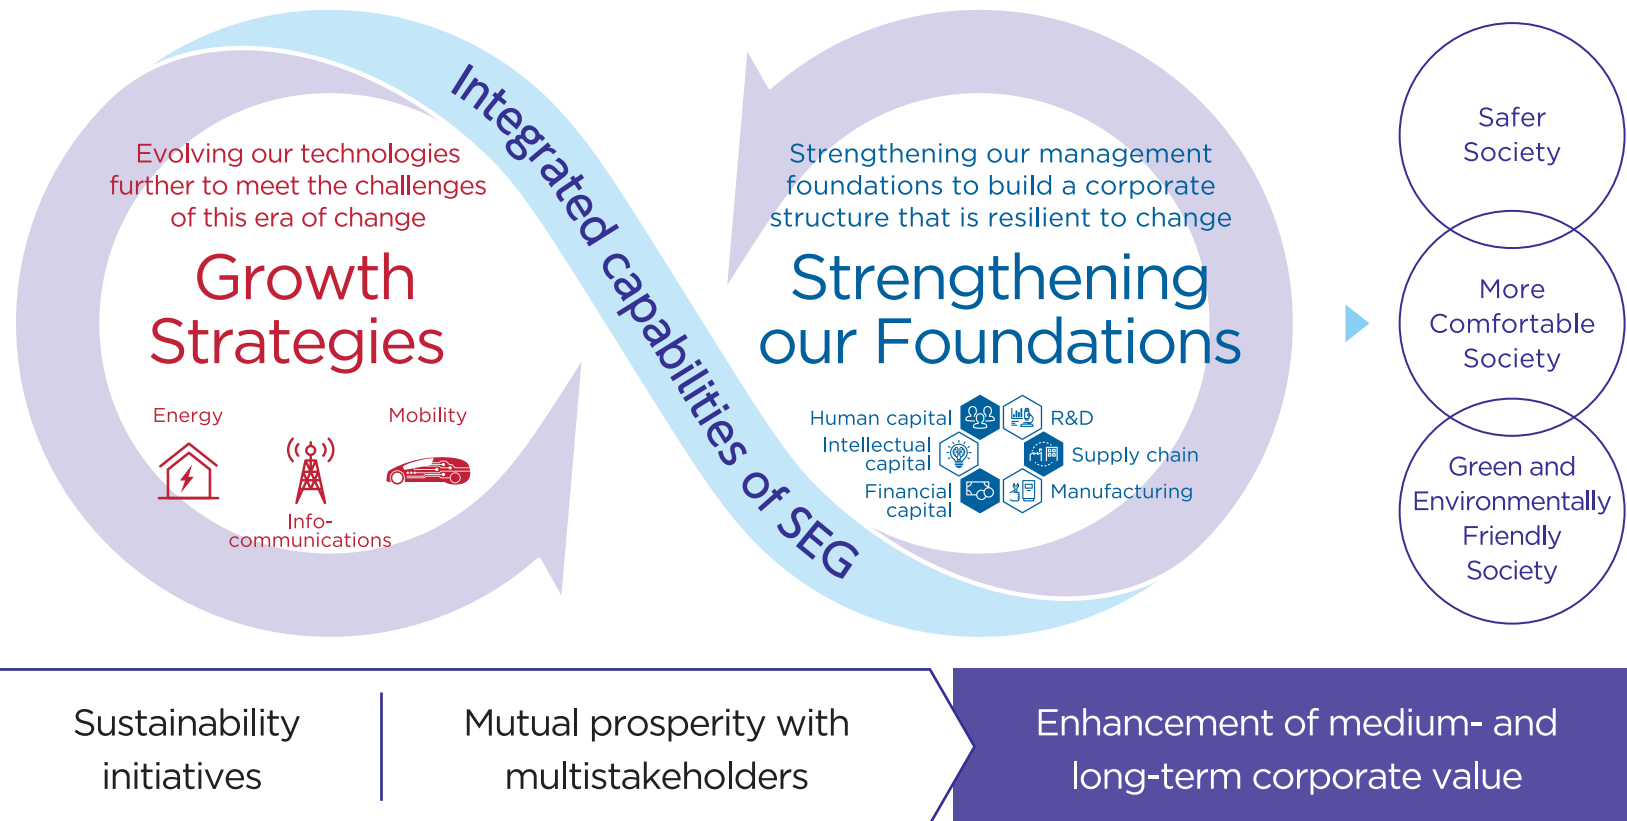 Evolving our technologies
further to meet the challenges
of this era of change
Growth
Strategies
Energy
Mobility
Info-
communications
Integrated capabilities of SEG
Strengthening our management
foundations to build a corporate
structure that is resilient to change
Strengthening
our Foundations
Human capital
R&D
Intellectual
capital
Supply chain
Financial
capital
Manufacturing
Safer
Society
More
Comfortable
Society
Green and
Environmentally
Friendly
Society
Sustainability
initiatives
Mutual prosperity with
multistakeholders
Enhancement of medium- and
long-term corporate value